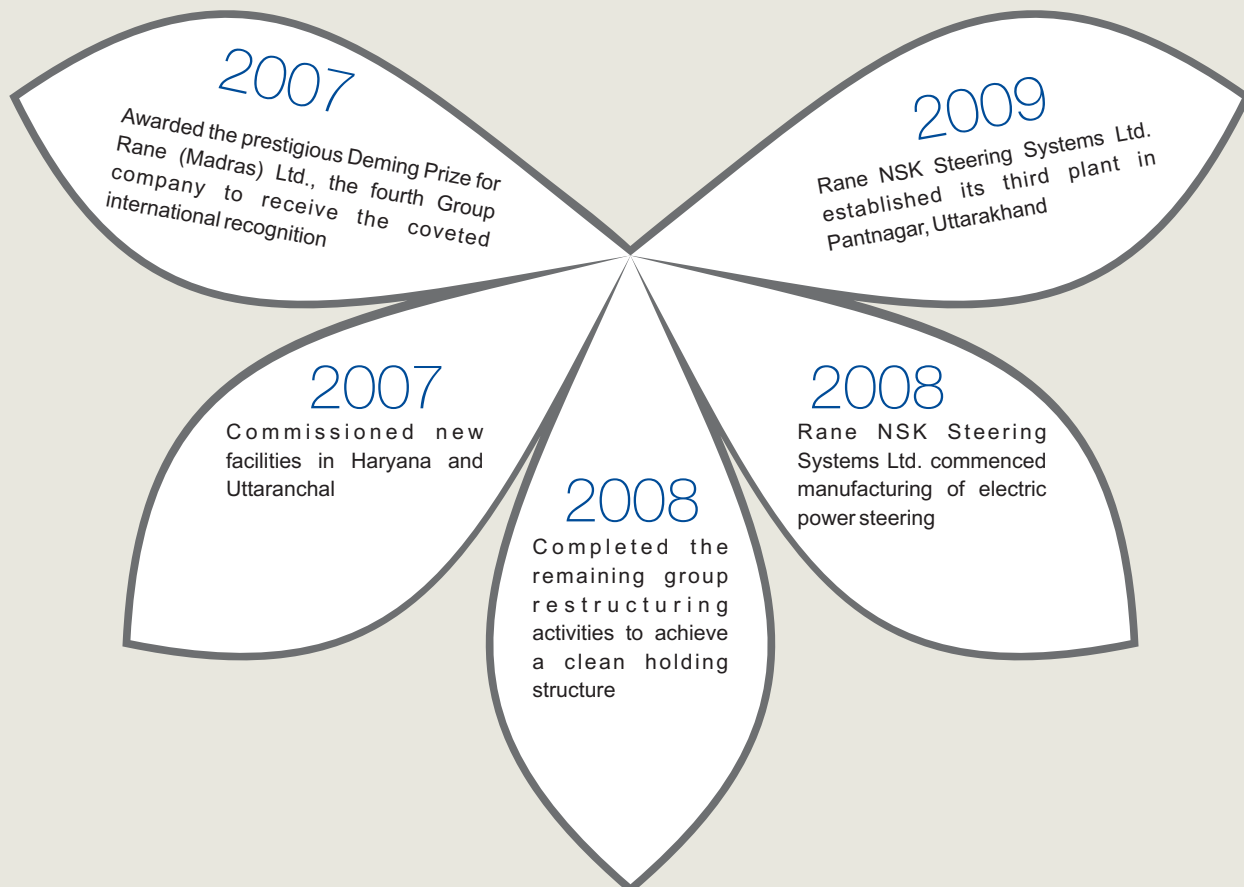 2007
Awarded the prestigious Deming Prize for
Rane (Madras) Ltd., the fourth Group
company to receive the coveted
international recognition
2007
Commissioned new
facilities in Haryana and
Uttaranchal
2008
Completed the
remaining group
restructuring
activities to achieve
a clean holding
structure
2008
Rane NSK Steering
Systems Ltd. commenced
manufacturing of electric
power steering
2009
Rane NSK Steering Systems Ltd.
established its third plant in
Pantnagar, Uttarakhand